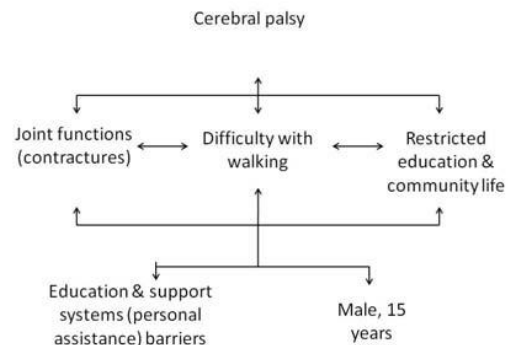 Cerebral palsy
Joint functions
(contractures)
Difficulty with
walking
Restricted
education &
community life
Education & support
systems (personal
assistance) barriers
Male, 15
years